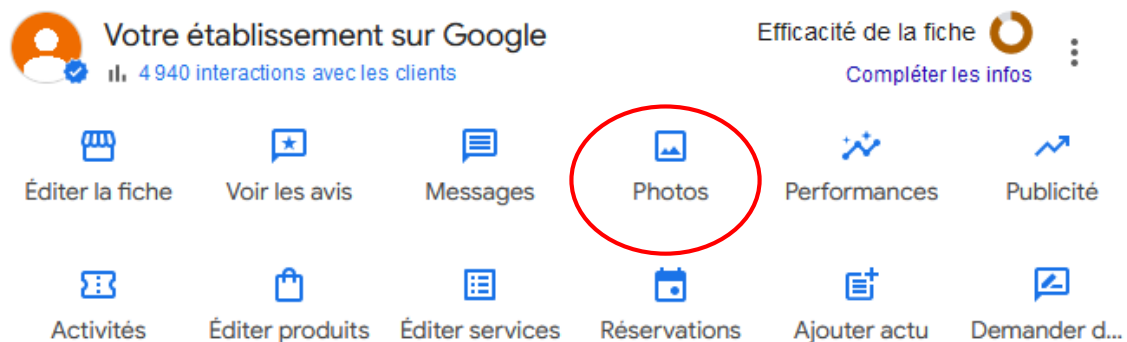 Votre établissement sur Google
4 940 interactions avec les clients
Efficacité de la fiche
Compléter les infos
Éditer la fiche
Voir les avis
Messages
Photos
Performances
Publicité
Activités
Éditer produits
Éditer services
Réservations
Ajouter actu
Demander d...